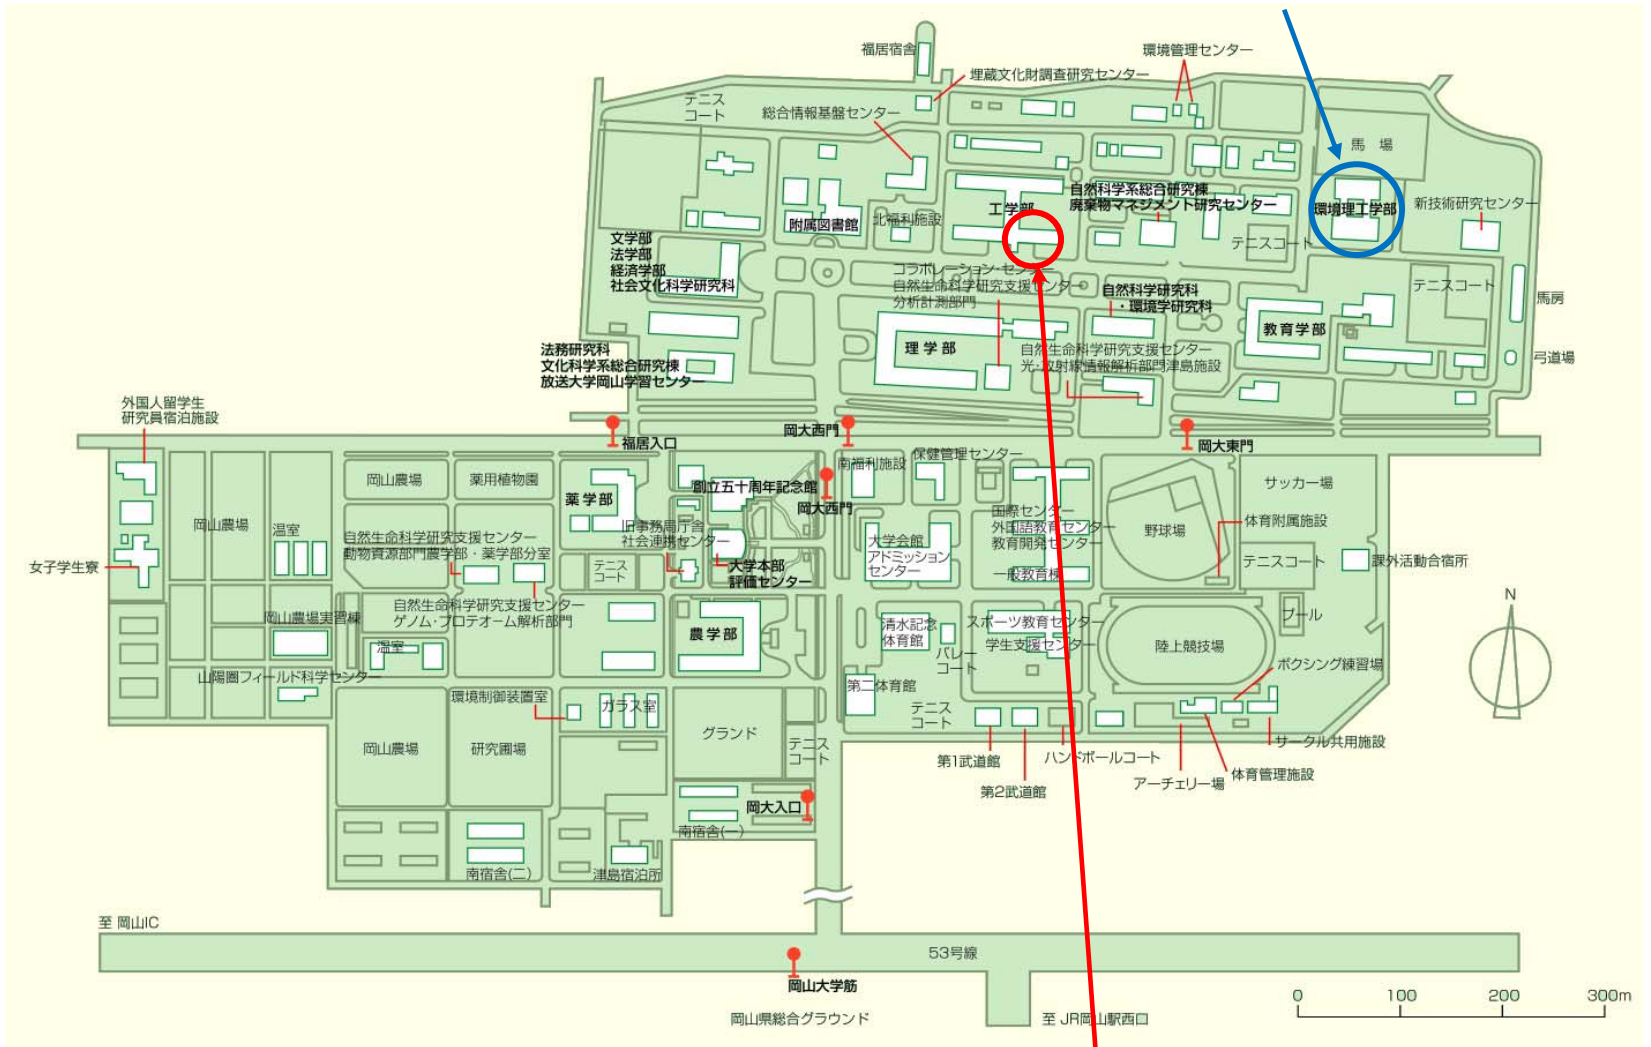 福居宿舎
環境管理センター
埋蔵文化財調査研究センター
テニス
コート
総合情報基盤センター
馬 場
自然科学系総合研究棟
廃棄物マネジメント研究センター
工学部
環境理工学部
新技術研究センター
附属図書館
北福利施設
テニスコート
文学部
法学部
経済学部
社会文化科学研究科
コラボレーション・センター
自然生命科学研究支援センター
分析計測部門
自然科学研究科
・環境学研究科
テニスコート
馬房
教育学部
理学部
自然生命科学研究支援センター
光・放射線情報解析部門津島施設
弓道場
法務研究科
文化科学系総合研究棟
放送大学岡山学習センター
外国人留学生
研究員宿泊施設
福居入口
岡大西門
岡大東門
保健管理センター
南福利施設
岡山農場
薬用植物園
薬学部
創立五十周年記念館
岡大西門
サッカー場
岡山農場
温室
自然生命科学研究支援センター
動物資源部門農学部・薬学部分室
旧事務局庁舎
社会連携センター
国際センター
外国語教育センター
教育開発センター
野球場
体育附属施設
大学会館
アドミッション
センター
女子学生寮
テニス
コート
大学本部
評価センター
一般教育棟
テニスコート
課外活動合宿所
自然生命科学研究支援センター
ゲノム・プロテオーム解析部門
岡山農場実習棟
農学部
清水記念
体育館
スポーツ教育センター
学生支援センター
プール
N
温室
バレー
コート
陸上競技場
ボクシング練習場
山陽圏フィールド科学センター
第二体育館
環境制御装置室
ガラス室
テニス
コート
グランド
岡山農場
研究圃場
テニス
コート
第1武道館
ハンドボールコート
サークル共用施設
第2武道館
アーチェリー場
体育管理施設
岡大入口
南宿舎(一)
南宿舎(二)
津島宿泊所
至 岡山IC
53号線
岡山大学筋
岡山県総合グラウンド
至 JR岡山駅西口
0 100 200 300m